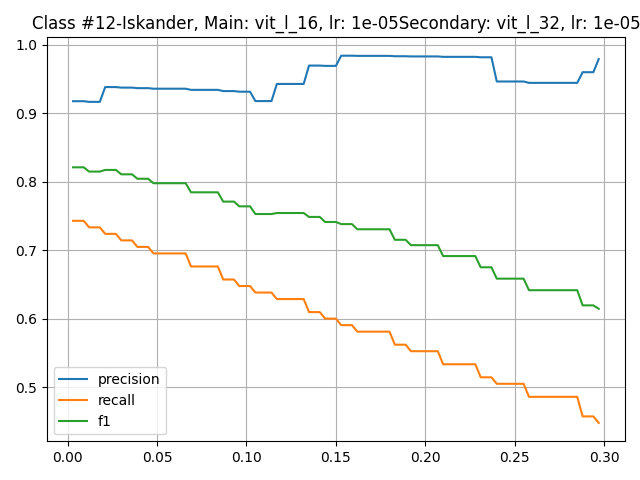 Class #12-Iskander, Main: vit_l_16, lr: 1e-05Secondary: vit_l_32, lr: 1e-05
1.0
0.9
0.8
0.7
0.6
0.5
precision
recall
f1
0.00 0.05 0.10 0.15 0.20 0.25 0.30